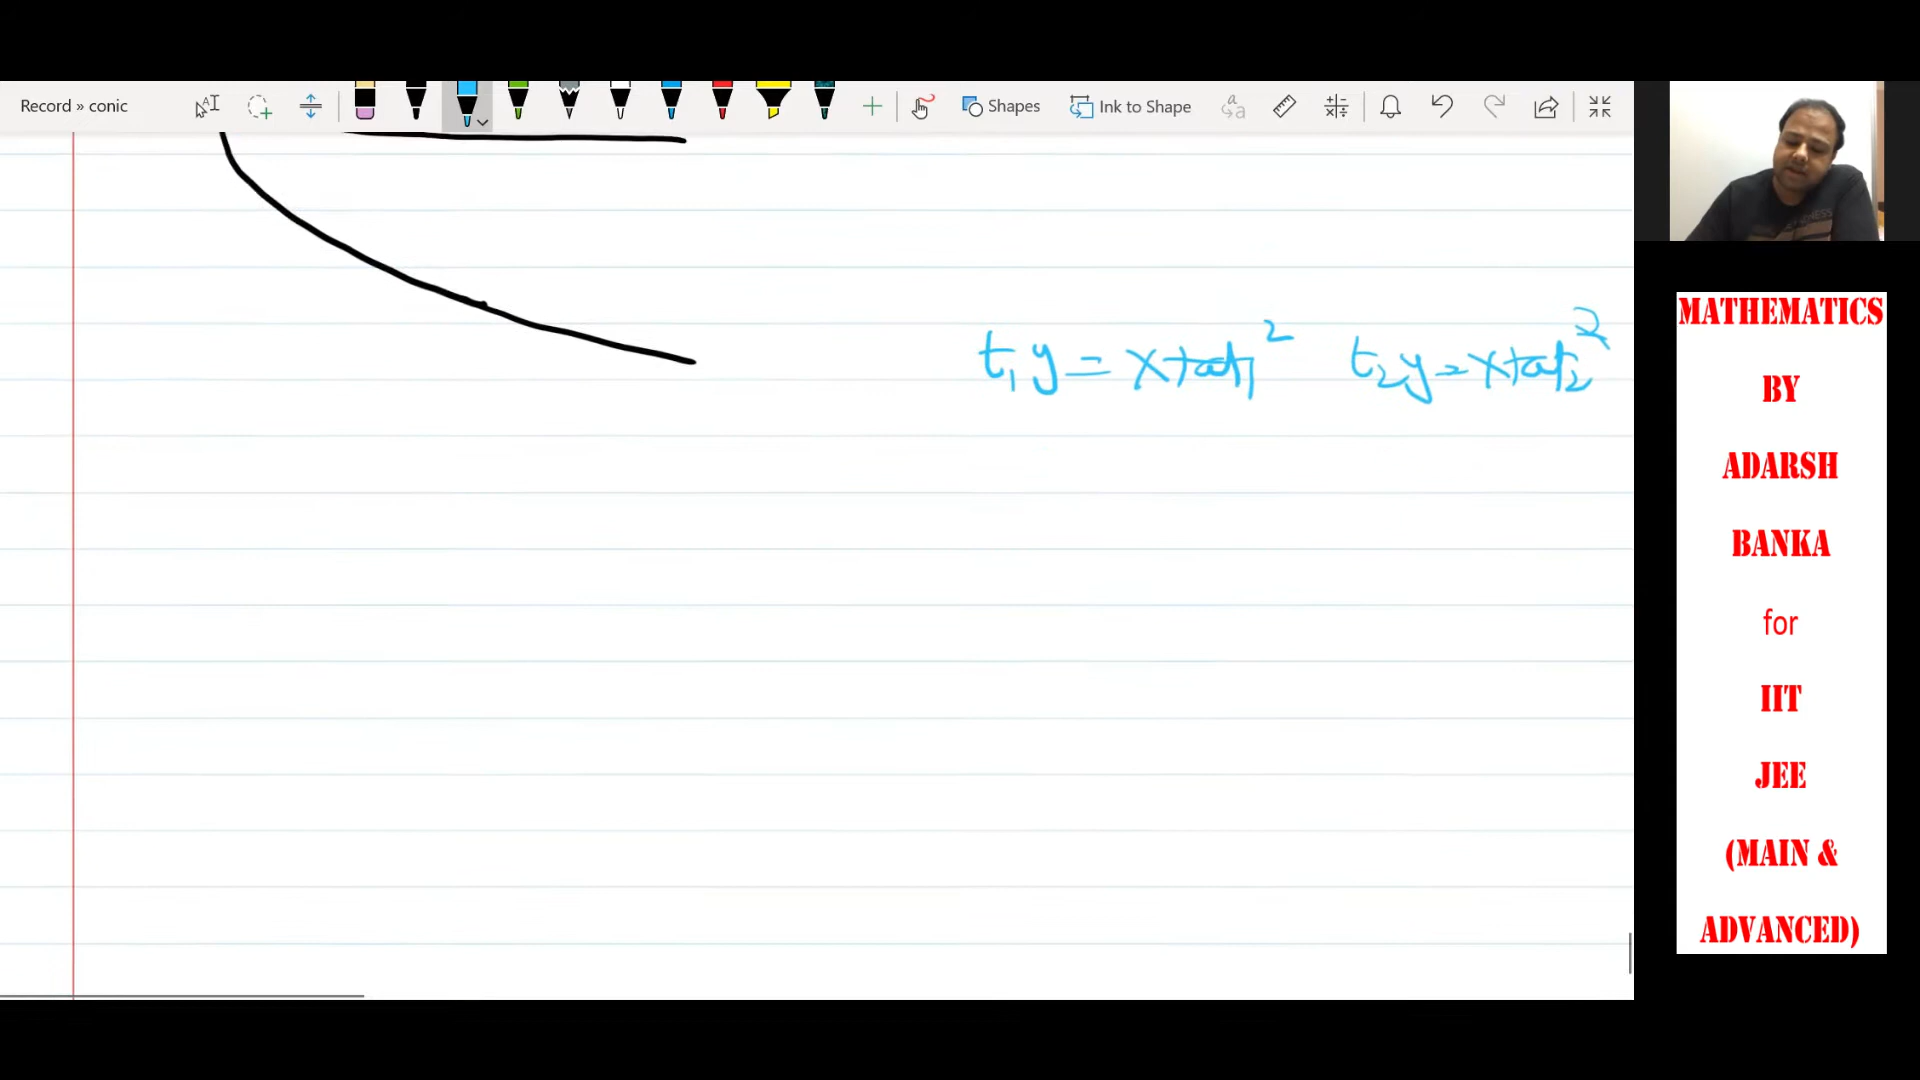 Record » conic
Shapes
Ink to Shape
t₁y = x+at₁² t₂y = x+at₂²
MATHEMATICS
BY
ADARSH
BANKA
for
IIT
JEE
(MAIN &
ADVANCED)